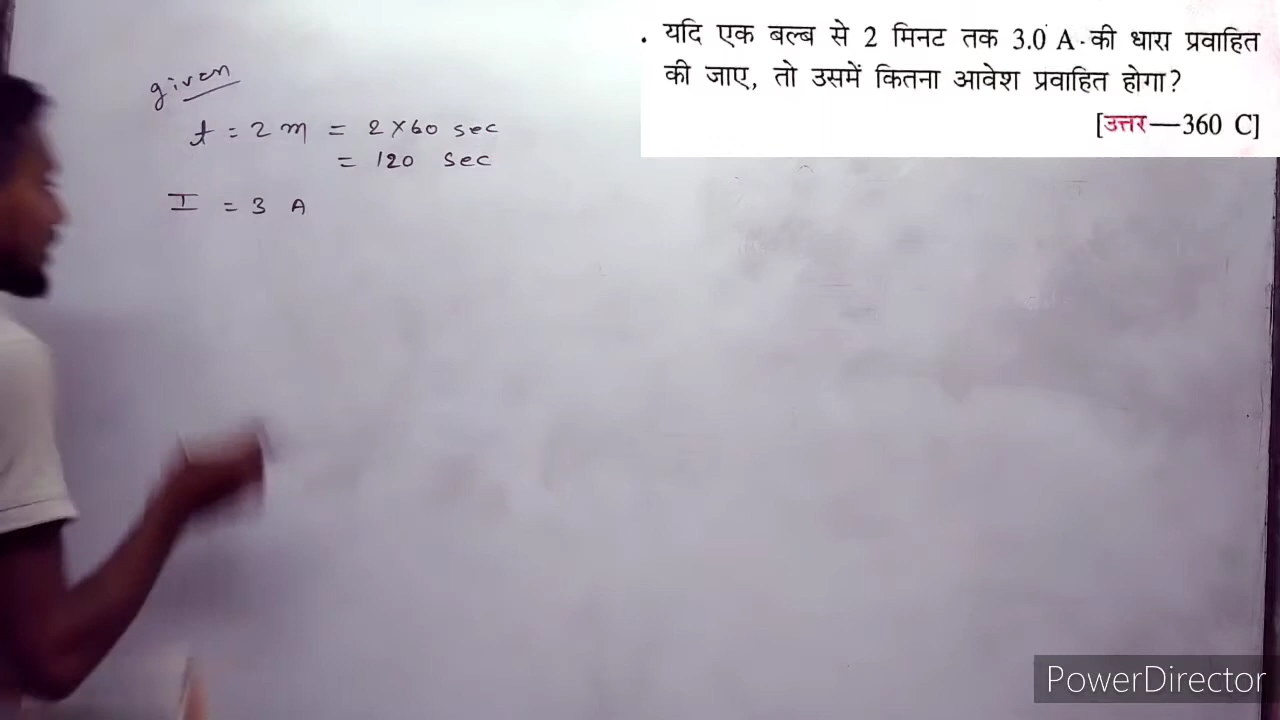 . यदि एक बल्ब से 2 मिनट तक 3.0 A की धारा प्रवाहित
की जाए, तो उसमें कितना आवेश प्रवाहित होगा?
[उत्तर—360 C]
given
t = 2 m = 2 × 60 sec
= 120 sec
I = 3 A
PowerDirector